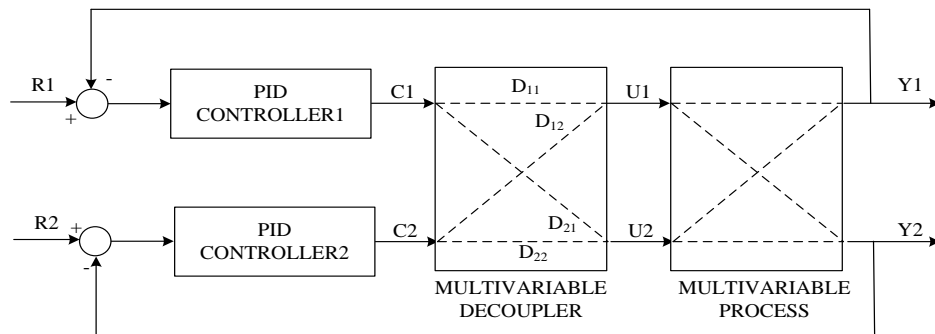 -
R1
+
PID
CONTROLLER1
C1
D11
D12
U1
Y1
R2
+
-
PID
CONTROLLER2
C2
D21
D22
U2
Y2
MULTIVARIABLE
DECOUPLER
MULTIVARIABLE
PROCESS